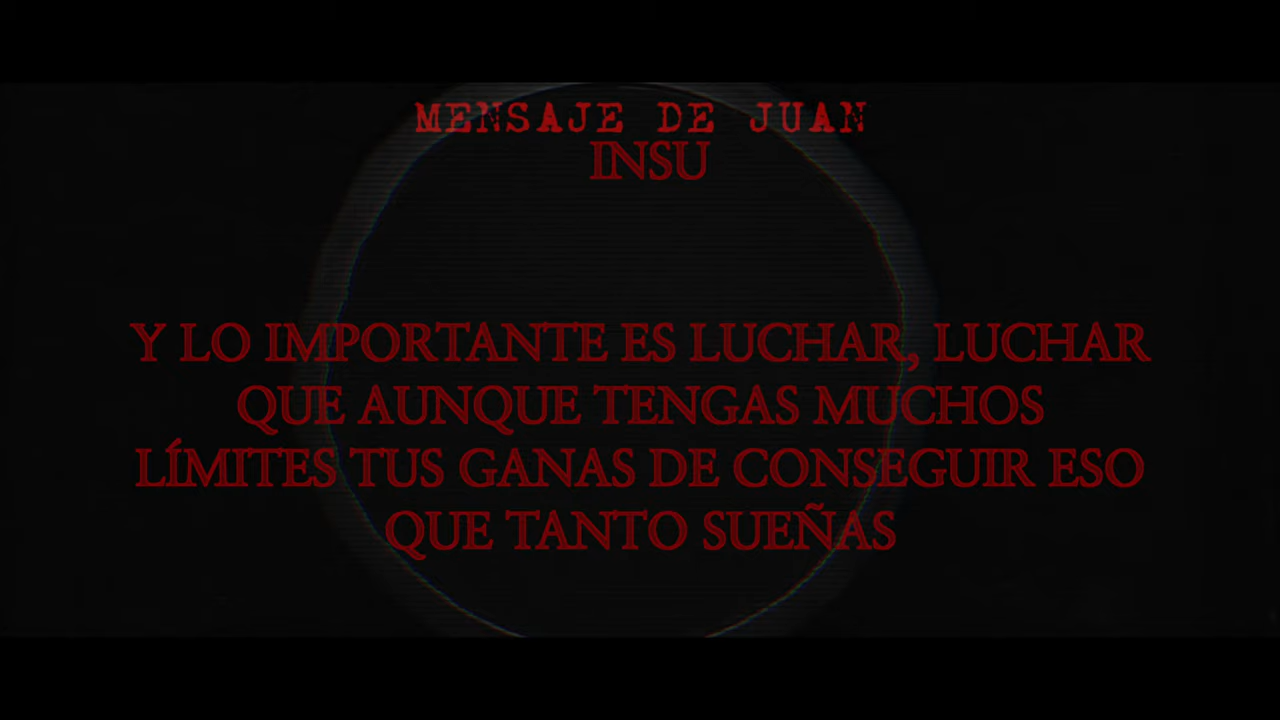 MENSAJE DE JUAN
INSU
Y LO IMPORTANTE ES LUCHAR, LUCHAR
QUE AUNQUE TENGAS MUCHOS
LÍMITES TUS GANAS DE CONSEGUIR ESO
QUE TANTO SUEÑAS